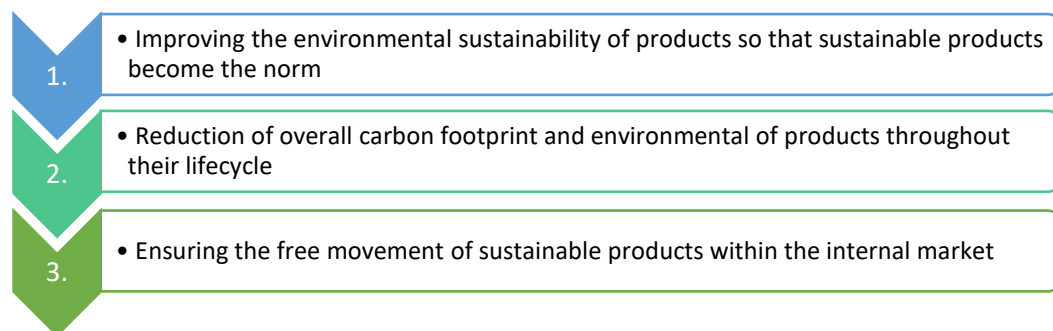 1.
• Improving the environmental sustainability of products so that sustainable products
become the norm
2.
• Reduction of overall carbon footprint and environmental of products throughout
their lifecycle
3.
• Ensuring the free movement of sustainable products within the internal market